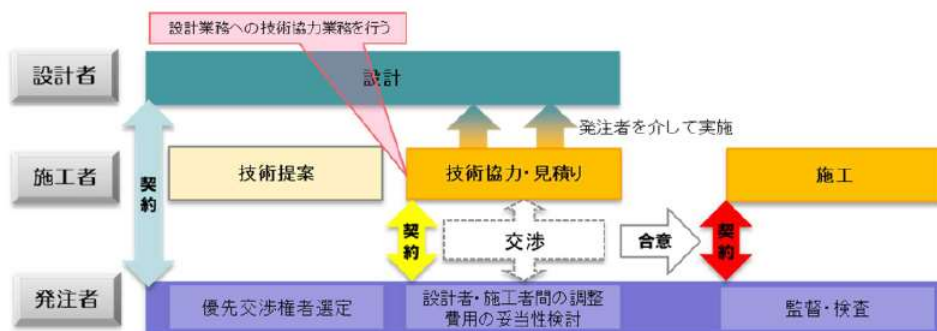 設計業務への技術協力業務を行う
設計者
設計
発注者を介して実施
施工者
技術提案
技術協力・見積り
施工
契約
契約
交渉
合意
契約
発注者
優先交渉権者選定
設計者・施工者間の調整
費用の妥当性検討
監督・検査